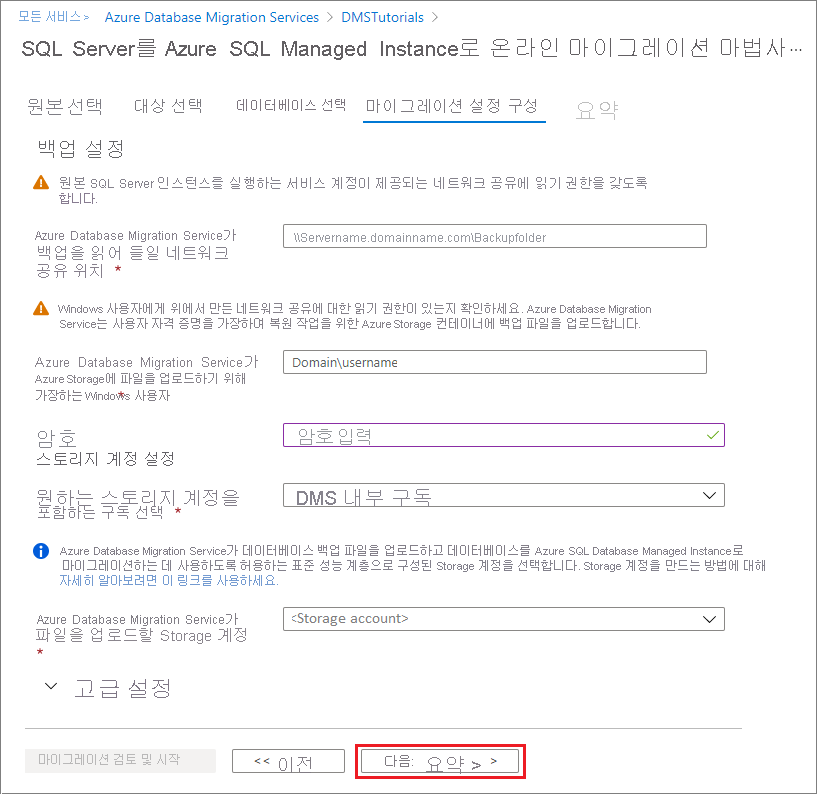 모든 서비스 > Azure Database Migration Services > DMSTutorials >
SQL Server를 Azure SQL Managed Instance로 온라인 마이그레이션 마법사...
원본 선택 대상 선택 데이터베이스 선택 마이그레이션 설정 구성 요약
백업 설정
원본 SQL Server 인스턴스를 실행하는 서비스 계정이 제공되는 네트워크 공유에 읽기 권한을 갖도록
합니다.
Azure Database Migration Service가
백업을 읽어 들일 네트워크
공유 위치 *
\\Servername.domainname.com\Backupfolder
Windows 사용자에게 위에서 만든 네트워크 공유에 대한 읽기 권한이 있는지 확인하세요. Azure Database Migration
Service는 사용자 자격 증명을 가장하여 복원 작업을 위한 Azure Storage 컨테이너에 백업 파일을 업로드합니다.
Azure Database Migration Service가
Azure Storage에 파일을 업로드하기 위해
가장하는 Windows 사용자 *
Domain\username
암호
암호 입력
스토리지 계정 설정
원하는 스토리지 계정을
포함하는 구독 선택 *
DMS 내부 구독
Azure Database Migration Service가 데이터베이스 백업 파일을 업로드하고 데이터베이스를 Azure SQL Database Managed Instance로
마이그레이션하는 데 사용하도록 허용하는 표준 성능 계층으로 구성된 Storage 계정을 선택합니다. Storage 계정을 만드는 방법에 대해
자세히 알아보려면 이 링크를 사용하세요.
Azure Database Migration Service가
파일을 업로드할 Storage 계정
*
<Storage account>
고급 설정
마이그레이션 검토 및 시작 << 이전 다음: 요약 > >